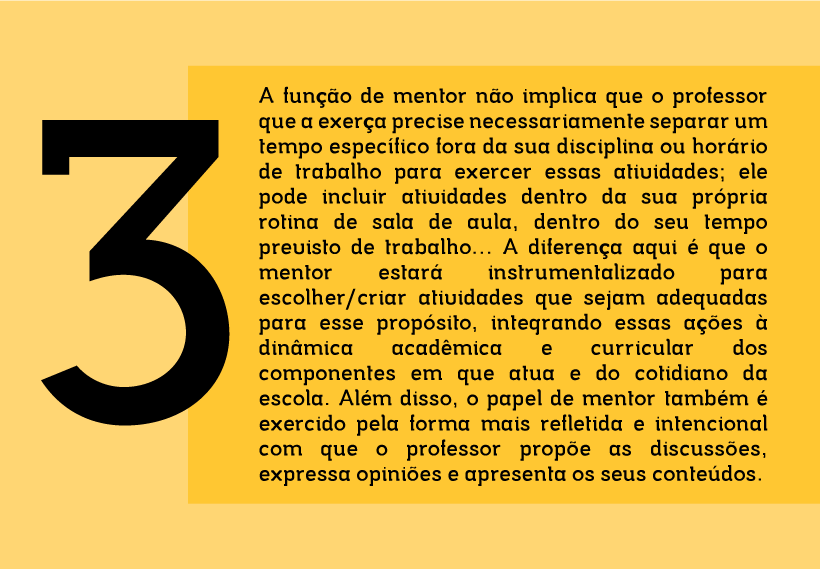 3
A função de mentor não implica que o professor
que a exerça precise necessariamente separar um
tempo específico fora da sua disciplina ou horário
de trabalho para exercer essas atividades; ele
pode incluir atividades dentro da sua própria
rotina de sala de aula, dentro do seu tempo
previsto de trabalho... A diferença aqui é que o
mentor estará instrumentalizado para
escolher/criar atividades que sejam adequadas
para esse propósito, integrando essas ações à
dinâmica acadêmica e curricular dos
componentes em que atua e do cotidiano da
escola. Além disso, o papel de mentor também é
exercido pela forma mais refletida e intencional
com que o professor propõe as discussões,
expressa opiniões e apresenta os seus conteúdos.